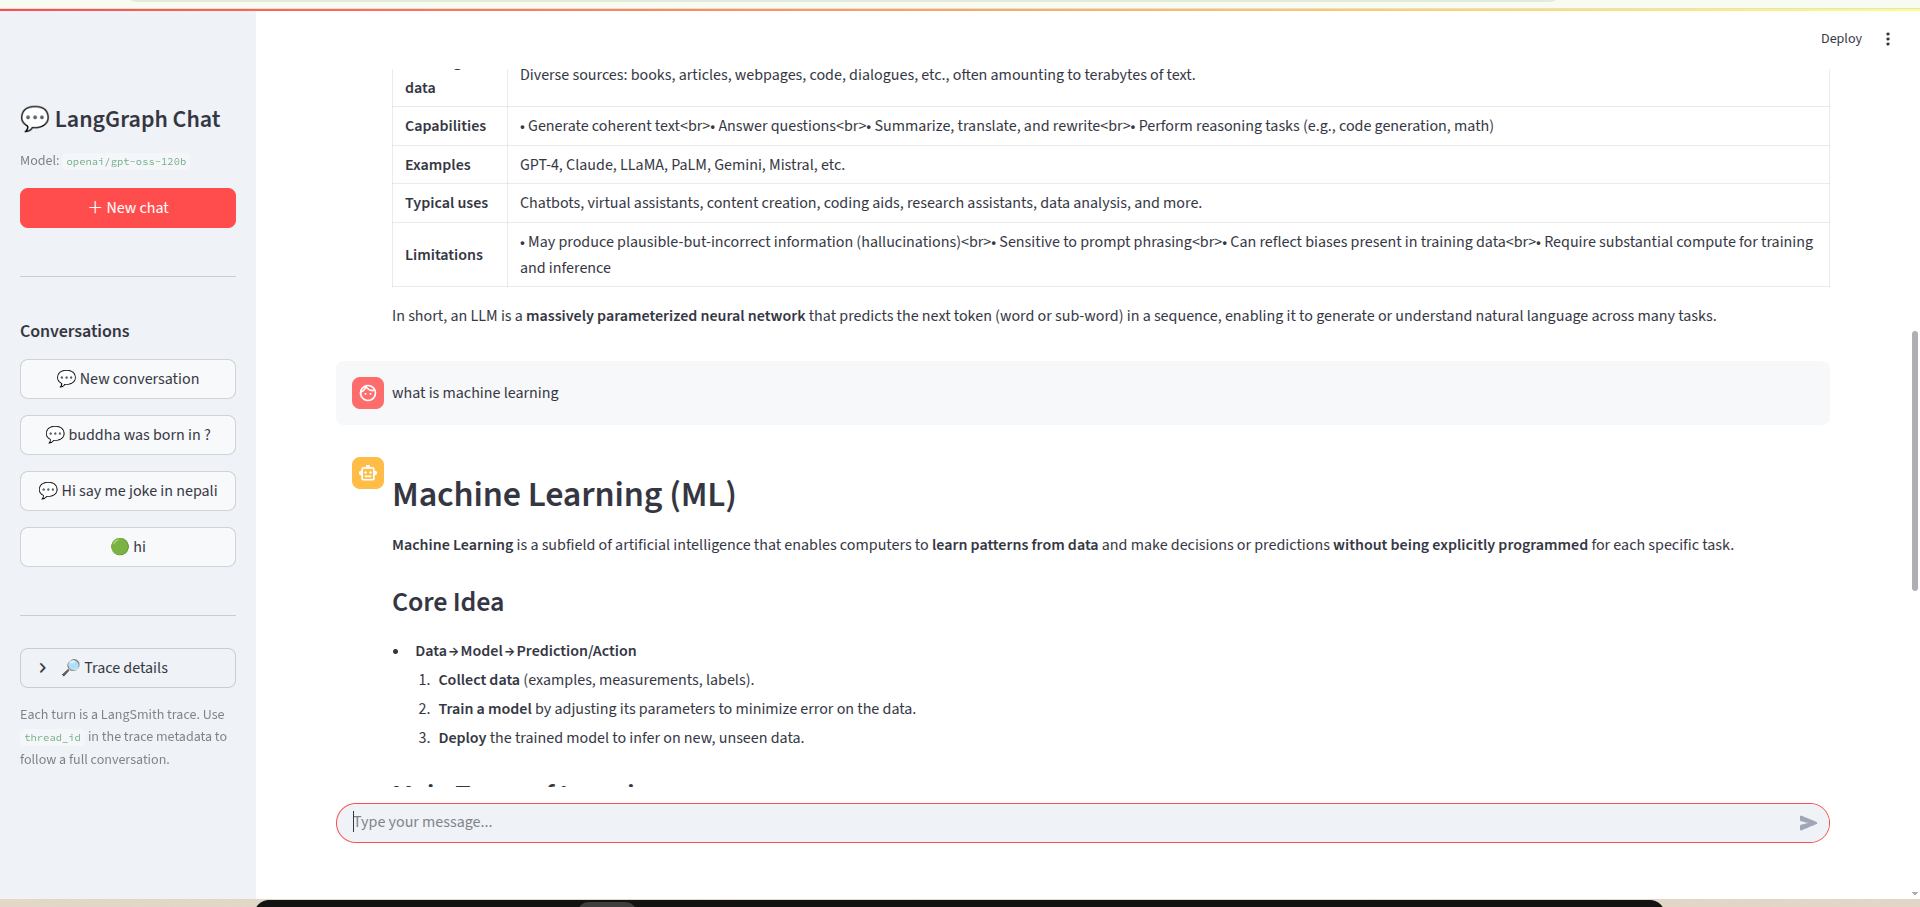 Deploy
LangGraph Chat
Model: openai/gpt-oss-120b
+ New chat
Conversations
New conversation
buddha was born in ?
Hi say me joke in nepali
hi
Trace details
Each turn is a LangSmith trace. Use
thread_id in the trace metadata to
follow a full conversation.
data
Diverse sources: books, articles, webpages, code, dialogues, etc., often amounting to terabytes of text.
Capabilities
• Generate coherent text<br>• Answer questions<br>• Summarize, translate, and rewrite<br>• Perform reasoning tasks (e.g., code generation, math)
Examples
GPT-4, Claude, LLaMA, PaLM, Gemini, Mistral, etc.
Typical uses
Chatbots, virtual assistants, content creation, coding aids, research assistants, data analysis, and more.
Limitations
• May produce plausible-but-incorrect information (hallucinations)<br>• Sensitive to prompt phrasing<br>• Can reflect biases present in training data<br>• Require substantial compute for training
and inference
In short, an LLM is a massively parameterized neural network that predicts the next token (word or sub-word) in a sequence, enabling it to generate or understand natural language across many tasks.
what is machine learning
Machine Learning (ML)
Machine Learning is a subfield of artificial intelligence that enables computers to learn patterns from data and make decisions or predictions without being explicitly programmed for each specific task.
Core Idea
• Data→Model→Prediction/Action
1. Collect data (examples, measurements, labels).
2. Train a model by adjusting its parameters to minimize error on the data.
3. Deploy the trained model to infer on new, unseen data.
Type your message...